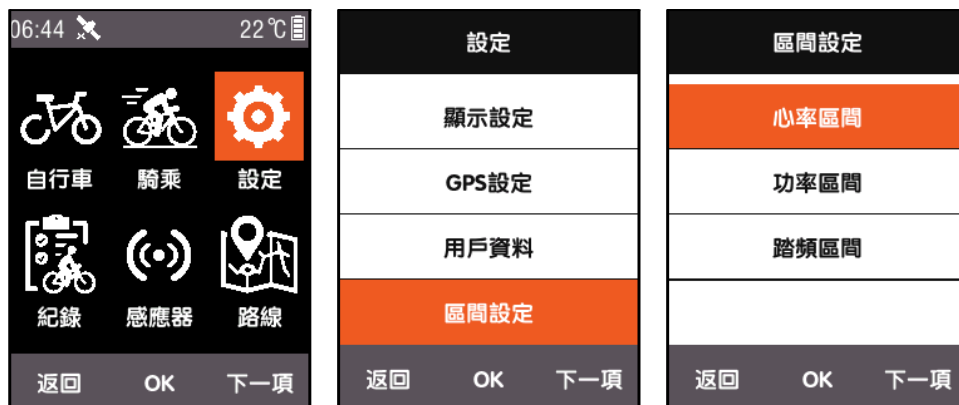 06:44
22℃
自行車 騎乘 設定
紀錄 感應器 路線
返回 OK 下一項
設定
顯示設定
GPS設定
用戶資料
區間設定
返回 OK 下一項
區間設定
心率區間
功率區間
踏頻區間
返回 OK 下一項